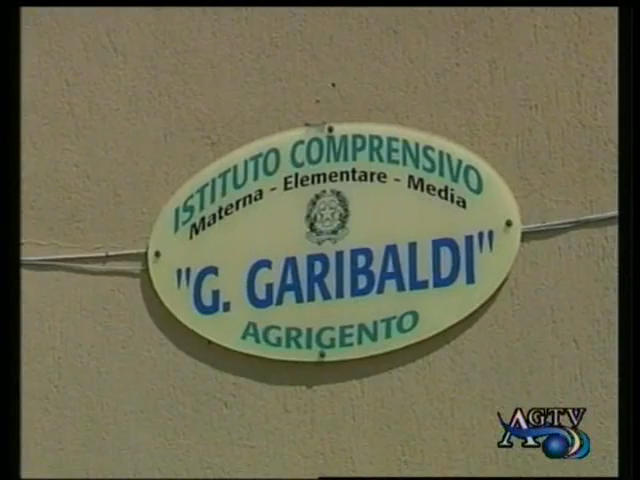 ISTITUTO COMPRENSIVO
Materna - Elementare - Media
"G. GARIBALDI"
AGRIGENTO
AGTV